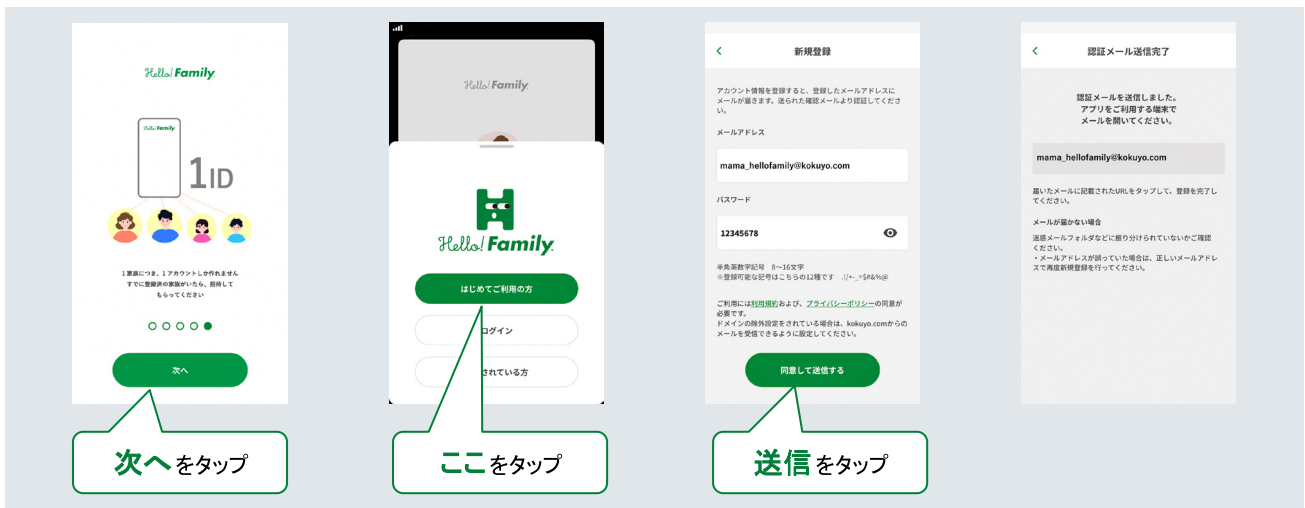 Hello! Family.
Hello! Family
1ID
1家族につき、1アカウントしか作れません
すでに登録済の家族がいたら、招待して
もらってください
次へ
次へをタップ
Hello! Family.
Hello! Family.
はじめてご利用の方
ログイン
されている方
ここをタップ
新規登録
アカウント情報を登録すると、登録したメールアドレスに
メールが届きます。送られた確認メールより認証してくださ
い。
メールアドレス
mama_hellofamily@kokuyo.com
パスワード
12345678
半角英数字記号 8〜16文字
※登録可能な記号はこちらの12種です .!/+-_=$#&%@
ご利用には利用規約および、プライバシーポリシーの同意が
必要です。
ドメインの除外設定をされている場合は、kokuyo.comからの
メールを受信できるように設定してください。
同意して送信する
送信をタップ
認証メール送信完了
認証メールを送信しました。
アプリをご利用する端末で
メールを開いてください。
mama_hellofamily@kokuyo.com
届いたメールに記載されたURLをタップして、登録を完了し
てください。
メールが届かない場合
迷惑メールフォルダなどに振り分けられていないかご確認
ください。
・メールアドレスが誤っていた場合は、正しいメールアドレ
スで再度新規登録を行ってください。